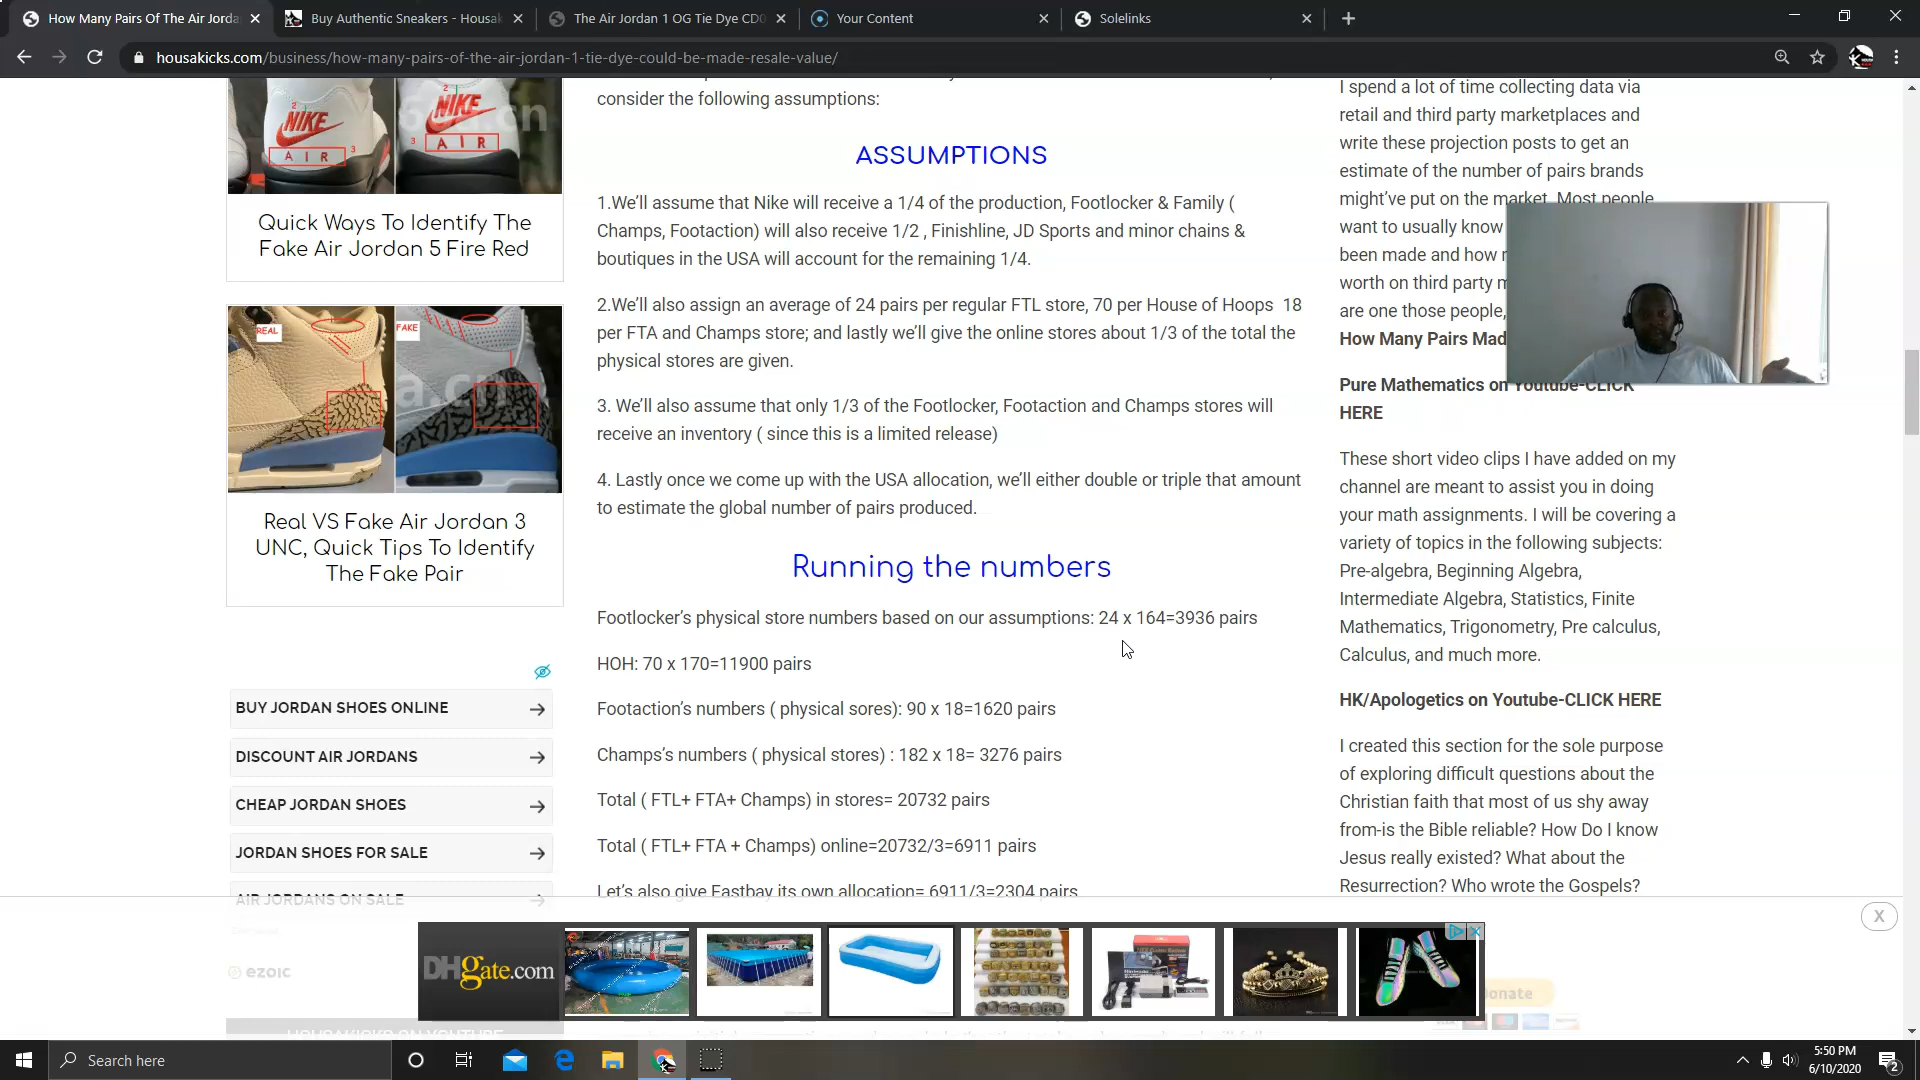 How Many Pairs Of The Air Jorda
Buy Authentic Sneakers - Housak
The Air Jordan 1 OG Tie Dye CD0
Your Content
Solelinks
housakicks.com/business/how-many-pairs-of-the-air-jordan-1-tie-dye-could-be-made-resale-value/
NIKE
AIR
NIKE
AIR
Quick Ways To Identify The
Fake Air Jordan 5 Fire Red
REAL
FAKE
Real VS Fake Air Jordan 3
UNC, Quick Tips To Identify
The Fake Pair
BUY JORDAN SHOES ONLINE
DISCOUNT AIR JORDANS
CHEAP JORDAN SHOES
JORDAN SHOES FOR SALE
AIR JORDANS ON SALE
ezoic
HOUSAKICKS ON YOUTUBE
consider the following assumptions:
ASSUMPTIONS
1.We'll assume that Nike will receive a 1/4 of the production, Footlocker & Family (
Champs, Footaction) will also receive 1/2 , Finishline, JD Sports and minor chains &
boutiques in the USA will account for the remaining 1/4.
2.We'll also assign an average of 24 pairs per regular FTL store, 70 per House of Hoops 18
per FTA and Champs store; and lastly we'll give the online stores about 1/3 of the total the
physical stores are given.
3. We'll also assume that only 1/3 of the Footlocker, Footaction and Champs stores will
receive an inventory ( since this is a limited release)
4. Lastly once we come up with the USA allocation, we'll either double or triple that amount
to estimate the global number of pairs produced.
Running the numbers
Footlocker's physical store numbers based on our assumptions: 24 x 164=3936 pairs
HOH: 70 x 170=11900 pairs
Footaction's numbers ( physical sores): 90 x 18=1620 pairs
Champs's numbers ( physical stores) : 182 x 18= 3276 pairs
Total ( FTL+ FTA+ Champs) in stores= 20732 pairs
Total ( FTL+ FTA + Champs) online=20732/3=6911 pairs
Let's also give Eastbay its own allocation= 6911/3=2304 pairs
I spend a lot of time collecting data via
retail and third party marketplaces and
write these projection posts to get an
estimate of the number of pairs brands
might've put on the market. Most people
want to usually know
been made and how
worth on third party
are one those people,
How Many Pairs Mad
Pure Mathematics on Youtube-CLICK
HERE
These short video clips I have added on my
channel are meant to assist you in doing
your math assignments. I will be covering a
variety of topics in the following subjects:
Pre-algebra, Beginning Algebra,
Intermediate Algebra, Statistics, Finite
Mathematics, Trigonometry, Pre calculus,
Calculus, and much more.
HK/Apologetics on Youtube-CLICK HERE
I created this section for the sole purpose
of exploring difficult questions about the
Christian faith that most of us shy away
from-is the Bible reliable? How Do I know
Jesus really existed? What about the
Resurrection? Who wrote the Gospels?
X
DHgate.com
onate
Search here
5:50 PM
6/10/2020
2